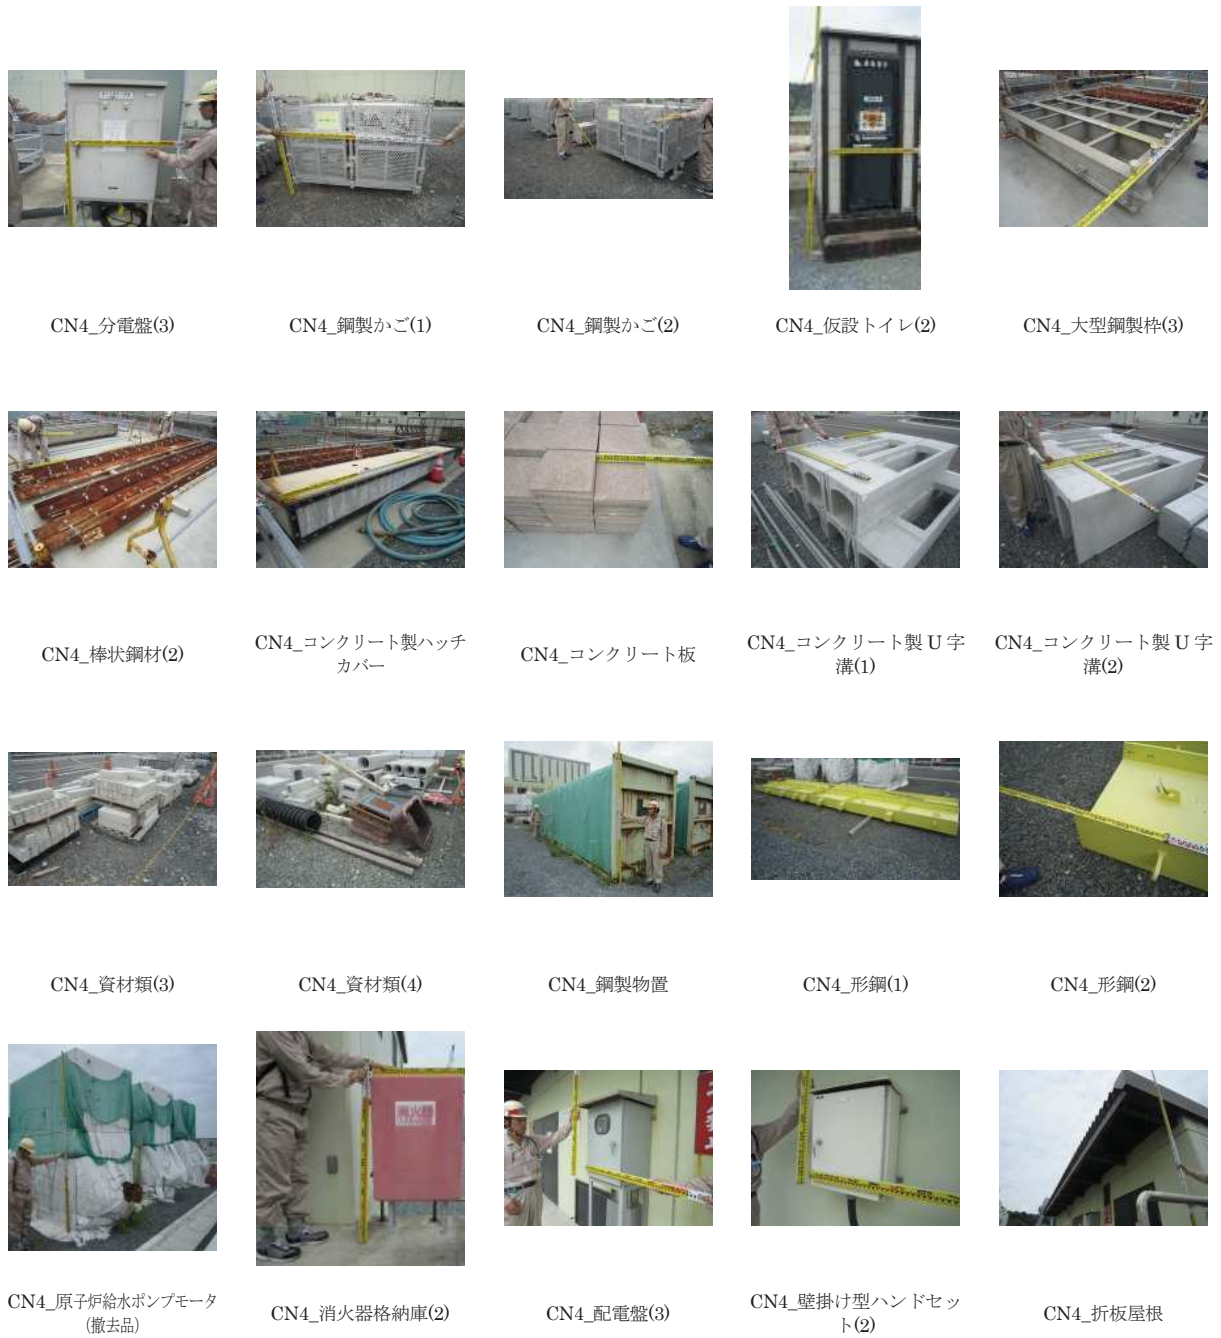 CN4_分電盤(3)
CN4_鋼製かご(1)
CN4_鋼製かご(2)
CN4_仮設トイレ(2)
CN4_大型鋼製枠(3)
CN4_棒状鋼材(2)
CN4_コンクリート製ハッチ
カバー
CN4_コンクリート板
CN4_コンクリート製 U 字
溝(1)
CN4_コンクリート製 U 字
溝(2)
CN4_資材類(3)
CN4_資材類(4)
CN4_鋼製物置
CN4_形鋼(1)
CN4_形鋼(2)
消火器
CN4_原子炉給水ポンプモータ
(撤去品)
CN4_消火器格納庫(2)
CN4_配電盤(3)
CN4_壁掛け型ハンドセッ
ト(2)
CN4_折板屋根